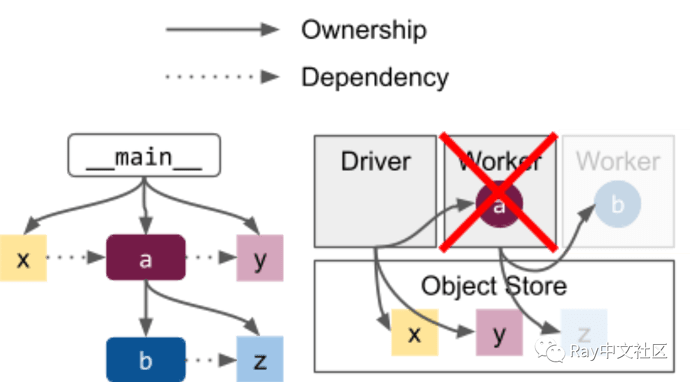 Ownership
Dependency
__main__
x
a
y
b
z
Driver
Worker
a
Worker
b
Object Store
x
y
z
Ray中文社区